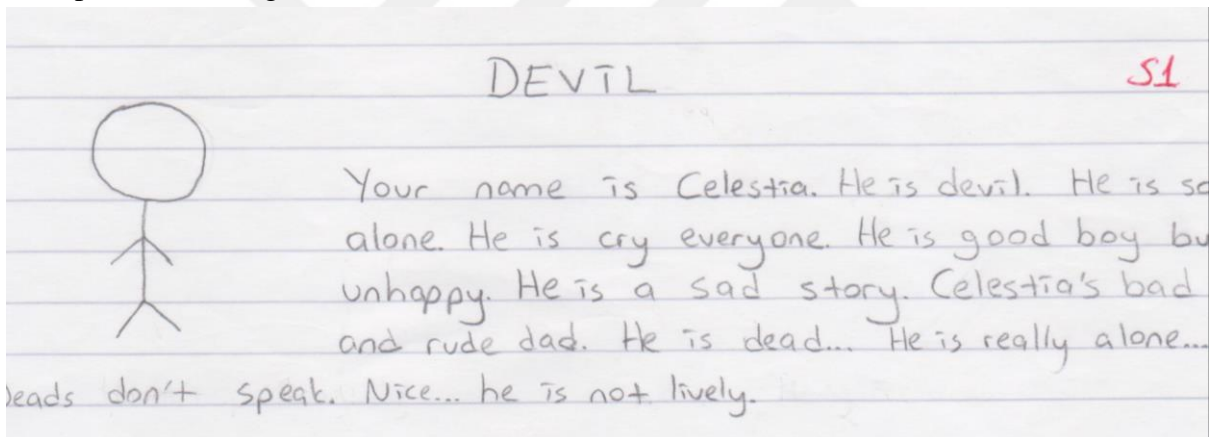 DEVIL
S1
Your name is Celestia. He is devil. He is so
alone. He is cry everyone. He is good boy
unhappy. He is a sad story. Celestia's bad
and rude dad. He is dead... He is really alone...
don't speak. Nice... he is not lively.